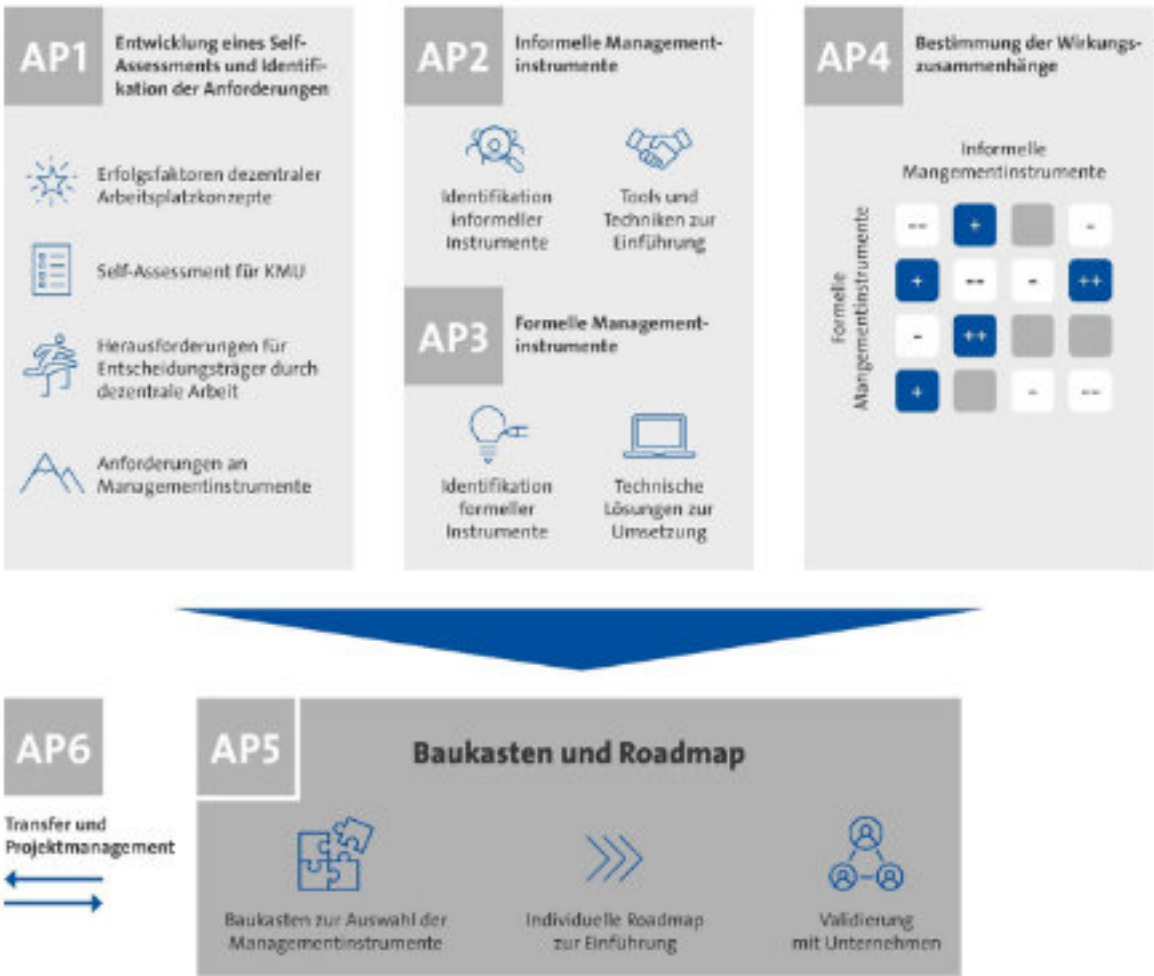 AP1
Entwicklung eines Self-
Assessments und Identifi-
kation der Anforderungen
Erfolgsfaktoren dezentraler
Arbeitsplatzkonzepte
Self-Assessment für KMU
Herausforderungen für
Entscheidungsträger durch
dezentrale Arbeit
Anforderungen an
Managementinstrumente
AP2
Informelle Management-
instrumente
Identifikation
informeller
Instrumente
Tools und
Techniken zur
Einführung
AP3
Formelle Management-
instrumente
Identifikation
formeller
Instrumente
Technische
Lösungen zur
Umsetzung
AP4
Bestimmung der Wirkungs-
zusammenhänge
Informelle
Mangementinstrumente
Formelle
Mangementinstrumente
-- + -
+ -- - ++
- ++
+ - --
AP6
Transfer und
Projektmanagement
AP5
Baukasten und Roadmap
Baukasten zur Auswahl der
Managementinstrumente
Individuelle Roadmap
zur Einführung
Validierung
mit Unternehmen